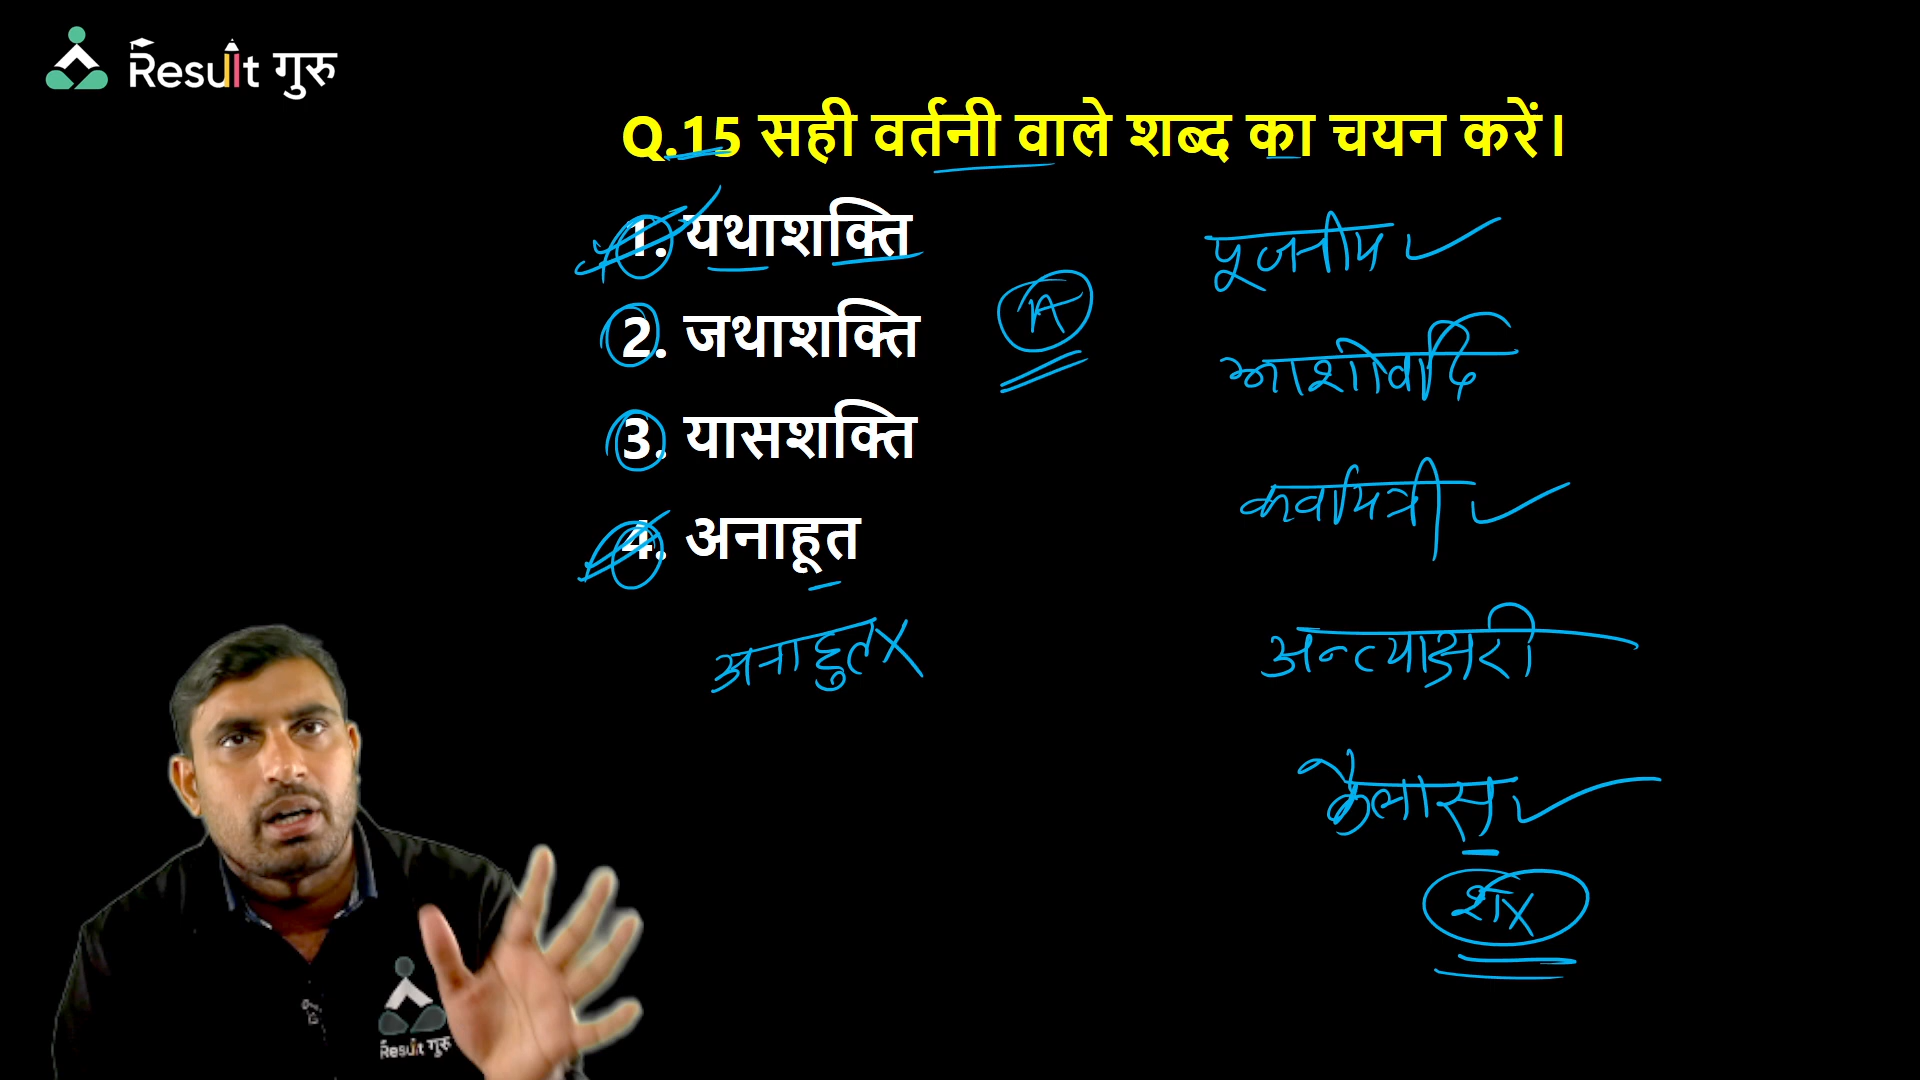 Result गुरु
Q.15 सही वर्तनी वाले शब्द का चयन करें।
1. यथाशक्ति
2. जथाशक्ति
3. यासशक्ति
4. अनाहूत
अनाहुत X
पूजनीय
आशीर्वाद
कवयित्री
अन्त्याक्षरी
कैलास
श X
Result गुरु